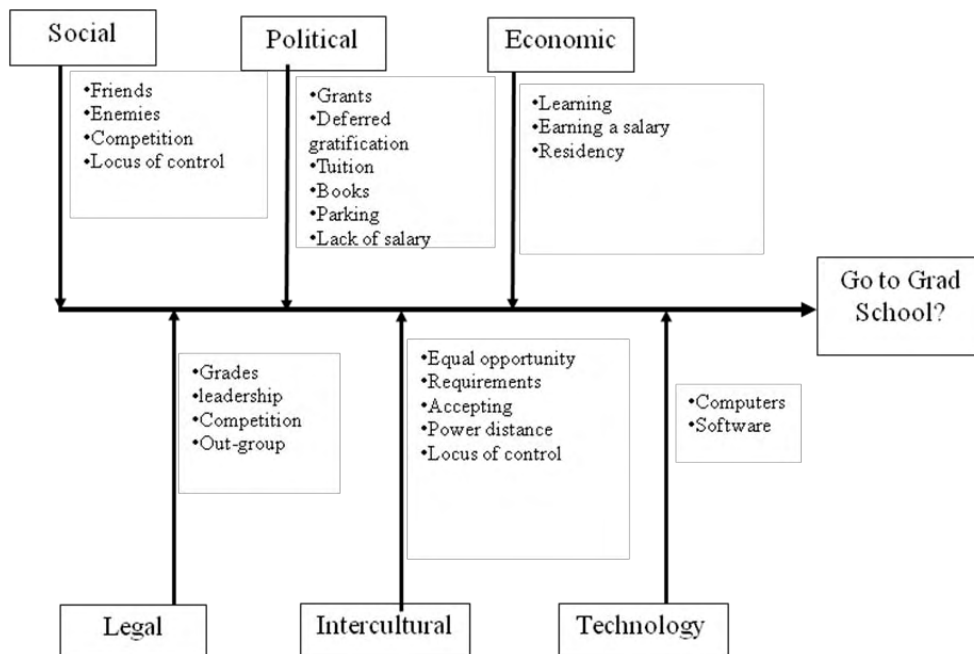 Social
Political
Economic
•Friends
•Enemies
•Competition
•Locus of control
•Grants
•Deferred
gratification
•Tuition
•Books
•Parking
•Lack of salary
•Learning
•Earning a salary
•Residency
Go to Grad
School?
•Grades
•leadership
•Competition
•Out-group
•Equal opportunity
•Requirements
•Accepting
•Power distance
•Locus of control
•Computers
•Software
Legal
Intercultural
Technology